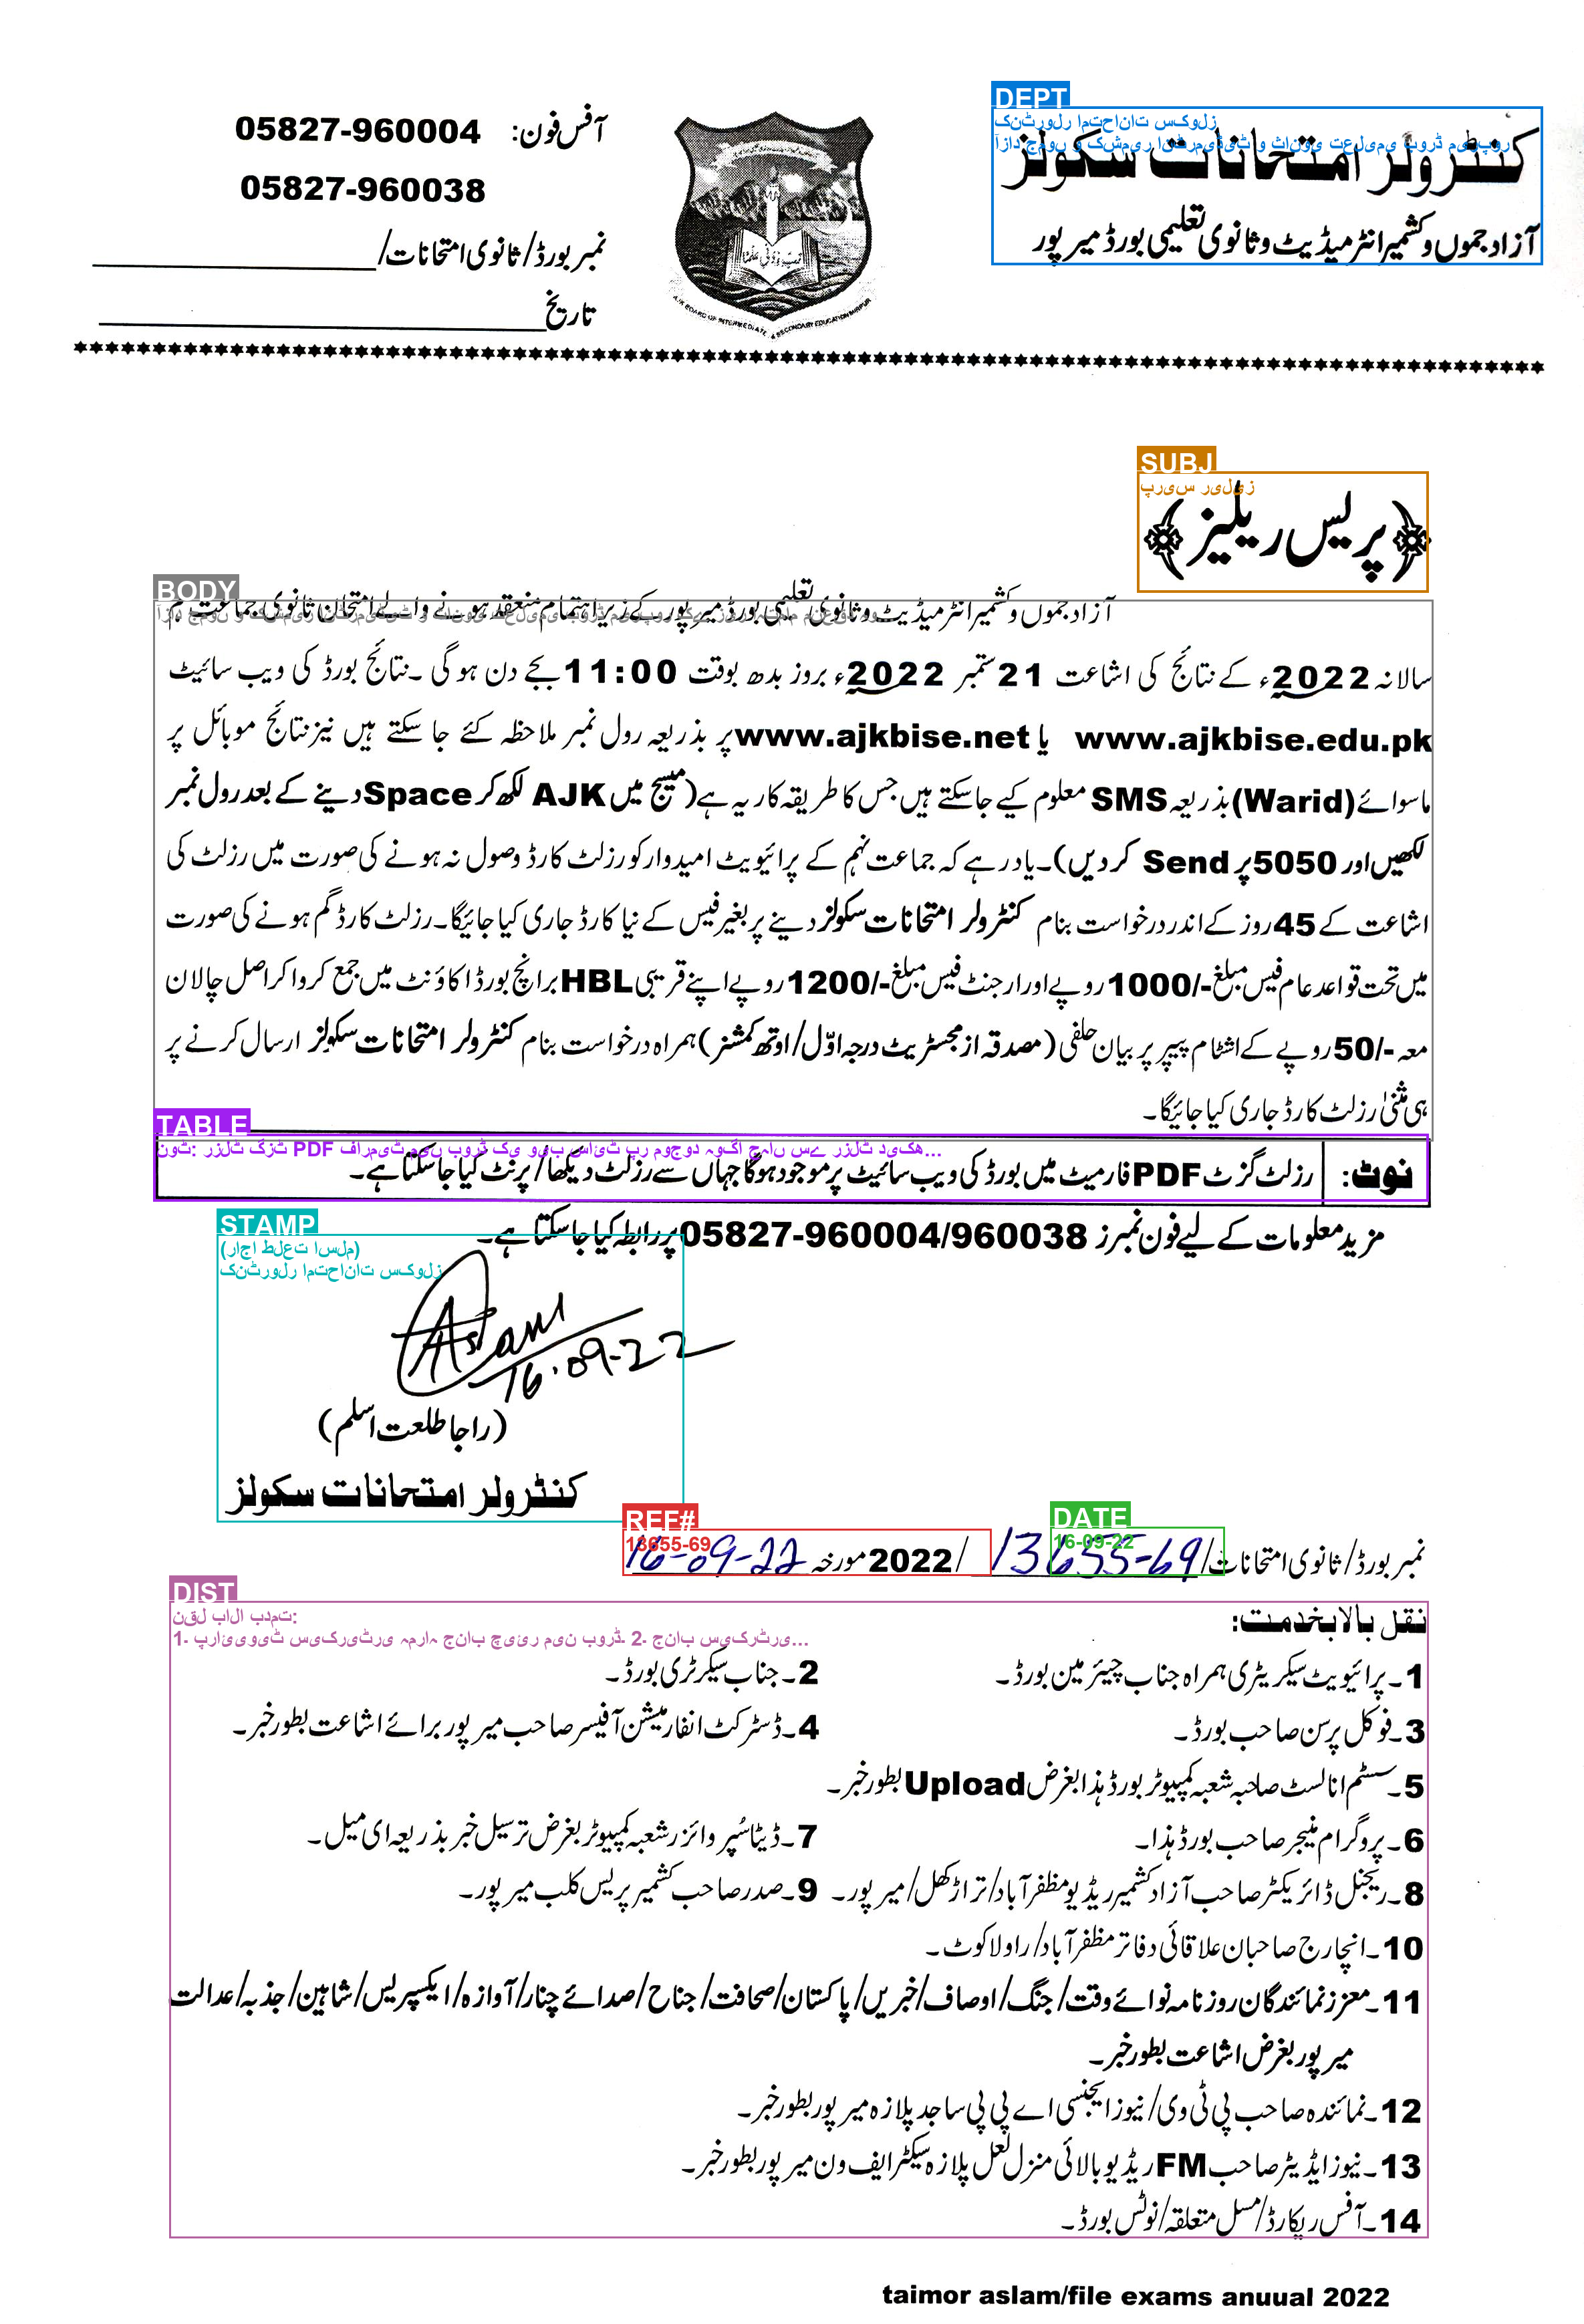 کنٹرولر امتحانات سکولز
آزاد جموں و کشمیر انٹرمیڈیٹ و ثانوی تعلیمی بورڈ میرپور
آفس فون: 05827-960004
05827-960038
نمبر بورڈ/ثانوی امتحانات/
تاریخ
AJK BOARD OF INTERMEDIATE & SECONDARY EDUCATION MIRPUR
DEPT
SUBJ
﴿پریس ریلیز﴾
BODY
آزاد جموں و کشمیر انٹرمیڈیٹ و ثانوی تعلیمی بورڈ میرپور کے زیر اہتمام منعقد ہونے والے امتحان ثانوی جماعت
سالانہ 2022ء کے نتائج کی اشاعت 21 ستمبر 2022ء بروز بدھ بوقت 11:00 بجے دن ہوگی۔ نتائج بورڈ کی ویب سائیٹ
www.ajkbise.edu.pk یا www.ajkbise.net پر بذریعہ رول نمبر ملاحظہ کئے جا سکتے ہیں نیز نتائج موبائل پر
ماسوائے (Warid) بذریعہ SMS معلوم کیے جاسکتے ہیں جس کا طریقہ کار یہ ہے (میسج میں AJK لکھ کر Space دینے کے بعد رول نمبر
لکھیں اور 5050 پر Send کر دیں)۔ یاد رہے کہ جماعت نہم کے پرائیویٹ امیدوار کو رزلٹ کارڈ وصول نہ ہونے کی صورت میں رزلٹ کی
اشاعت کے 45 روز کے اندر درخواست بنام کنٹرولر امتحانات سکولز دینے پر بغیر فیس کے نیا کارڈ جاری کیا جائیگا۔ رزلٹ کارڈ گم ہونے کی صورت
میں تحت قواعد عام فیس مبلغ -/1000 روپے اور ارجنٹ فیس مبلغ -/1200 روپے اپنے قریبی HBL برانچ بورڈ اکاؤنٹ میں جمع کروا کر اصل چالان
معہ -/50 روپے کے اشٹام پیپر پر بیان حلفی (مصدقہ از مجسٹریٹ درجہ اوّل/اوتھ کمشنر) ہمراہ درخواست بنام کنٹرولر امتحانات سکولز ارسال کرنے پر
ہی مثنیٰ رزلٹ کارڈ جاری کیا جائیگا۔
TABLE
نوٹ: رزلٹ گزٹ PDF فارمیٹ میں بورڈ کی ویب سائیٹ پر موجود ہوگا جہاں سے رزلٹ دیکھا/پرنٹ کیا جاسکتا ہے۔
مزید معلومات کے لیے فون نمبرز 05827-960004/960038 پر رابطہ کیا جاسکتا ہے۔
STAMP
Aslam
16-09-22
(راجا طلعت اسلم)
کنٹرولر امتحانات سکولز
REF#
DATE
نمبر بورڈ/ثانوی امتحانات/13655-69/2022 مورخہ 16-09-22
DIST
نقل بالا بخدمت:
1۔ پرائیویٹ سیکریٹری ہمراہ جناب چیئرمین بورڈ۔ 2۔ جناب سیکرٹری بورڈ۔
3۔ فوکل پرسن صاحب بورڈ۔ 4۔ ڈسٹرکٹ انفارمیشن آفیسر صاحب میرپور برائے اشاعت بطور خبر۔
5۔ سسٹم انالسٹ صاحبہ شعبہ کمپیوٹر بورڈ ہذا بغرض Upload بطور خبر۔
6۔ پروگرام منیجر صاحب بورڈ ہذا۔ 7۔ ڈیٹا سُپروائزر شعبہ کمپیوٹر بغرض ترسیل خبر بذریعہ ای میل۔
8۔ ریجنل ڈائریکٹر صاحب آزاد کشمیر ریڈیو مظفرآباد/تراڑکھل/میرپور۔ 9۔ صدر صاحب کشمیر پریس کلب میرپور۔
10۔ انچارج صاحبان علاقائی دفاتر مظفرآباد/راولاکوٹ۔
11۔ معزز نمائندگان روزنامہ نوائے وقت/جنگ/اوصاف/خبریں/پاکستان/صحافت/جناح/صدائے چنار/آوازہ/ایکسپریس/شاہین/جذبہ/عدالت
میرپور بغرض اشاعت بطور خبر۔
12۔ نمائندہ صاحب پی ٹی وی/نیوز ایجنسی اے پی پی ساجد پلازہ میرپور بطور خبر۔
13۔ نیوز ایڈیٹر صاحب FM ریڈیو بالائی منزل لعل پلازہ سیکٹر ایف ون میرپور بطور خبر۔
14۔ آفس ریکارڈ/مسل متعلقہ/نوٹس بورڈ۔
taimor aslam/file exams anuual 2022